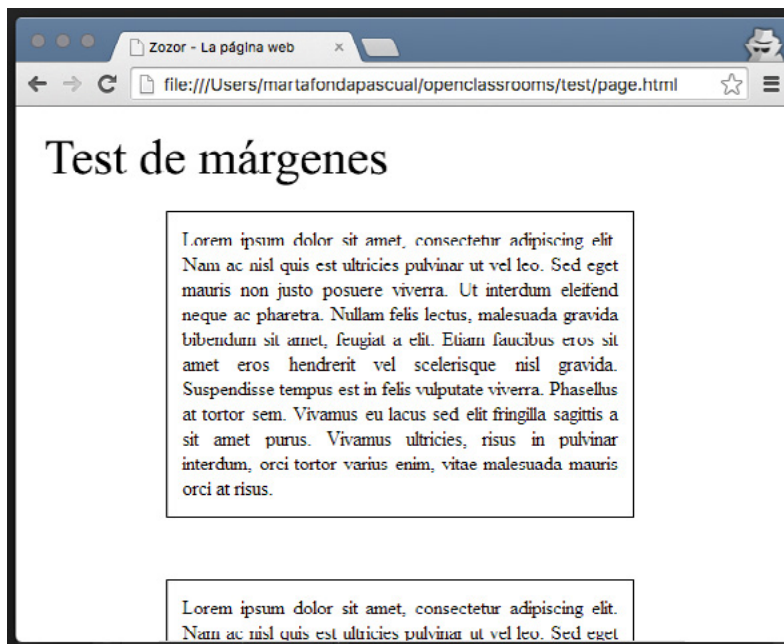 Zozor - La página web
file:///Users/martafondapascual/openclassrooms/test/page.html
Test de márgenes
Lorem ipsum dolor sit amet, consectetur adipiscing elit.
Nam ac nisl quis est ultricies pulvinar ut vel leo. Sed eget
mauris non justo posuere viverra. Ut interdum eleifend
neque ac pharetra. Nullam felis lectus, malesuada gravida
bibendum sit amet, feugiat a elit. Etiam faucibus eros sit
amet eros hendrerit vel scelerisque nisl gravida.
Suspendisse tempus est in felis vulputate viverra. Phasellus
at tortor sem. Vivamus eu lacus sed elit fringilla sagittis a
sit amet purus. Vivamus ultricies, risus in pulvinar
interdum, orci tortor varius enim, vitae malesuada mauris
orci at risus.
Lorem ipsum dolor sit amet, consectetur adipiscing elit.
Nam ac nisl quis est ultricies pulvinar ut vel leo. Sed eget